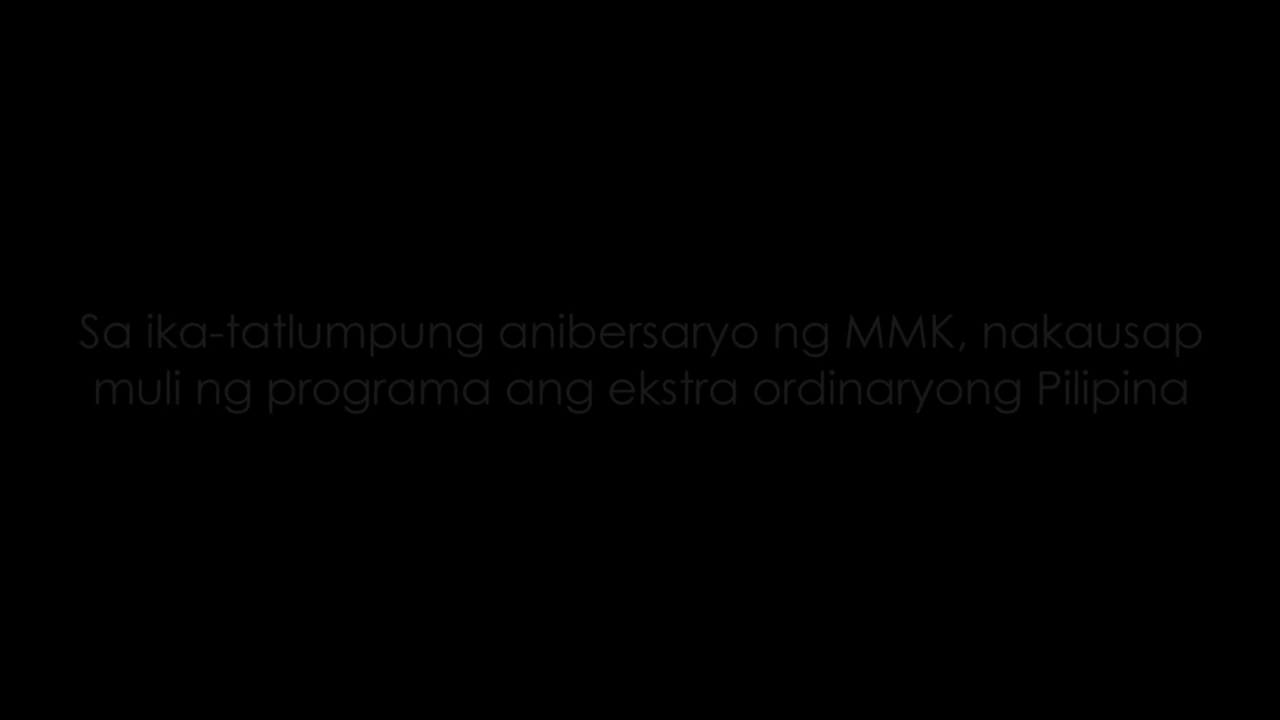 Sa ika-tatlumpung anibersaryo ng MMK, nakausap
muli ng programa ang ekstra ordinaryong Pilipina